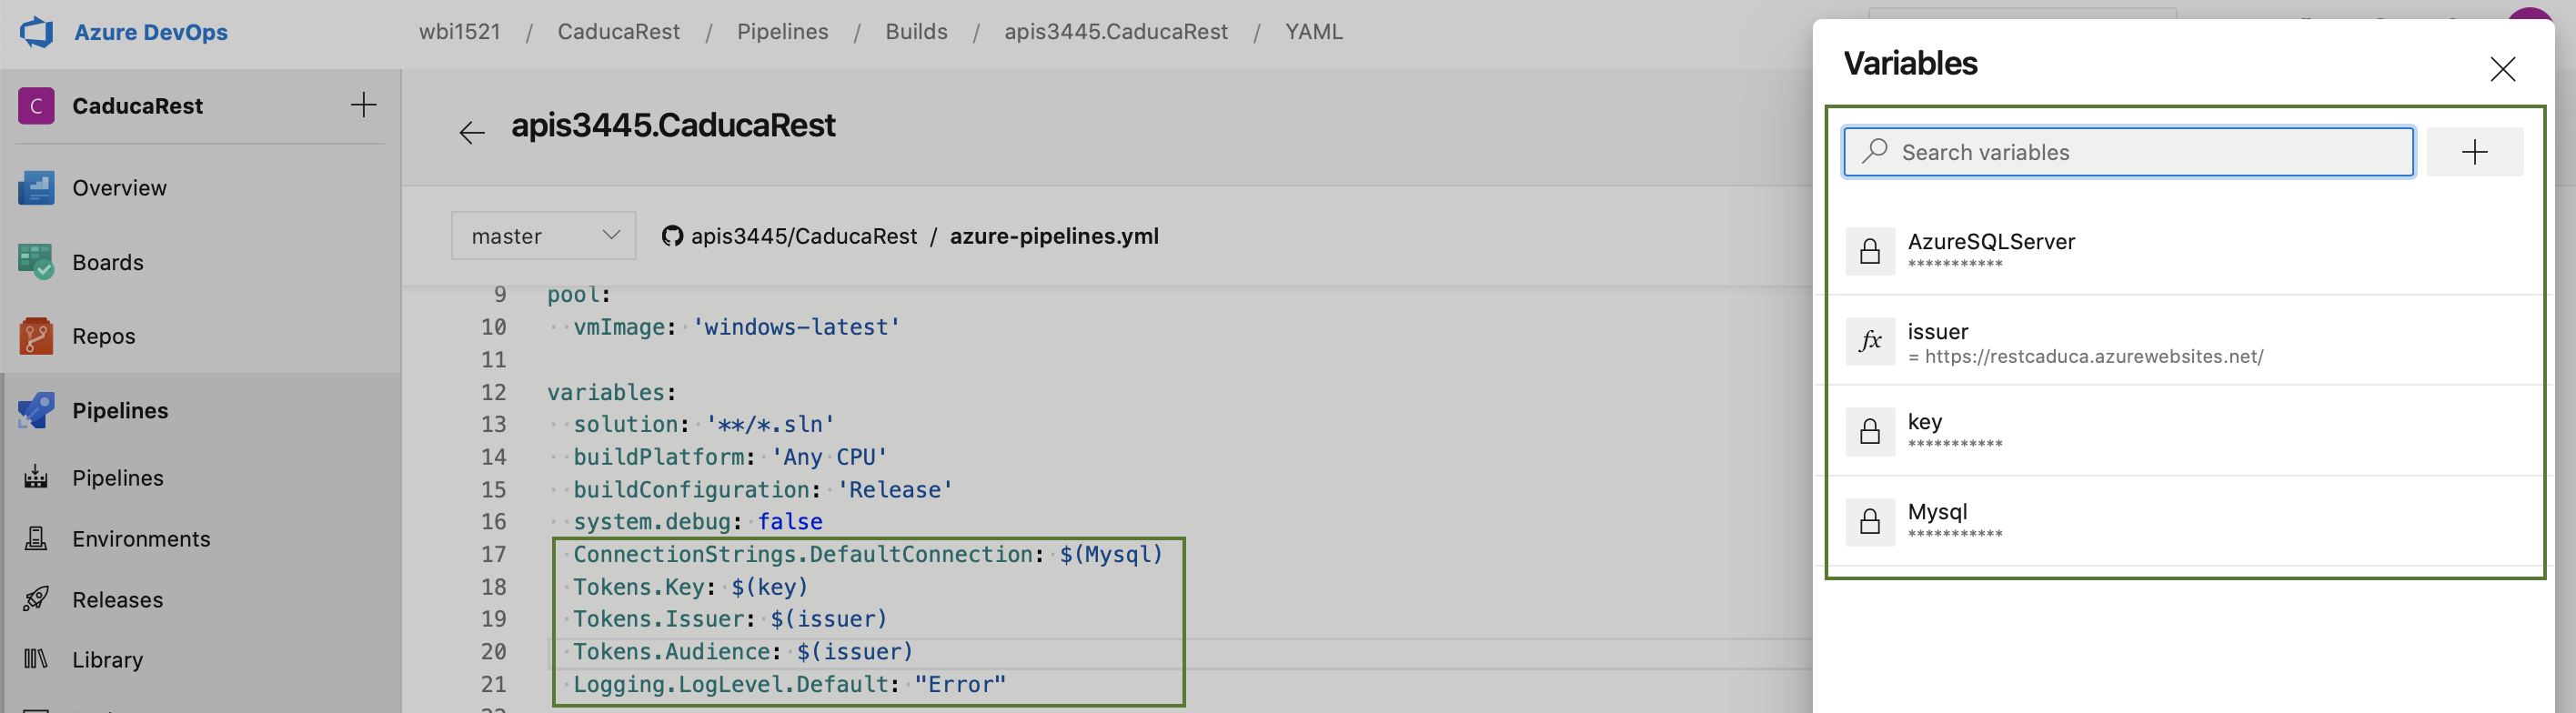 Azure DevOps
wbi1521 / CaducaRest / Pipelines / Builds / apis3445.CaducaRest / YAML
C CaducaRest
Overview
Boards
Repos
Pipelines
Pipelines
Environments
Releases
Library
apis3445.CaducaRest
master
apis3445/CaducaRest / azure-pipelines.yml
9 pool:
10 vmImage: 'windows-latest'
11
12 variables:
13 solution: '**/*.sln'
14 buildPlatform: 'Any CPU'
15 buildConfiguration: 'Release'
16 system.debug: false
17 ConnectionStrings.DefaultConnection: $(Mysql)
18 Tokens.Key: $(key)
19 Tokens.Issuer: $(issuer)
20 Tokens.Audience: $(issuer)
21 Logging.LogLevel.Default: "Error"
Variables
Search variables
AzureSQLServer
***********
fx issuer
= https://restcaduca.azurewebsites.net/
key
***********
Mysql
***********